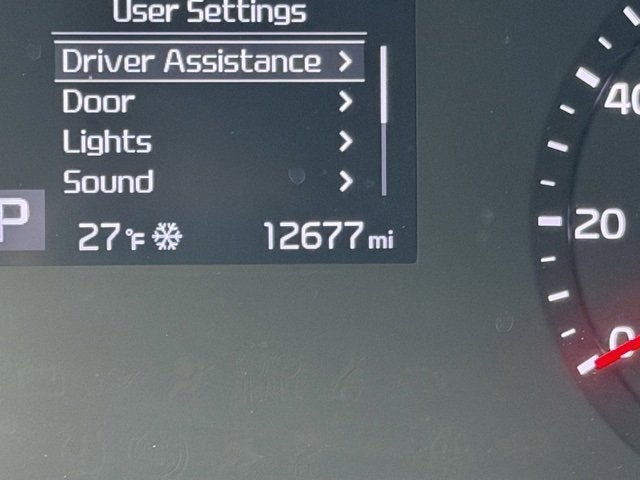 User Settings
Driver Assistance >
Door >
Lights >
Sound >
P
27°F 12677 mi
40
20
0